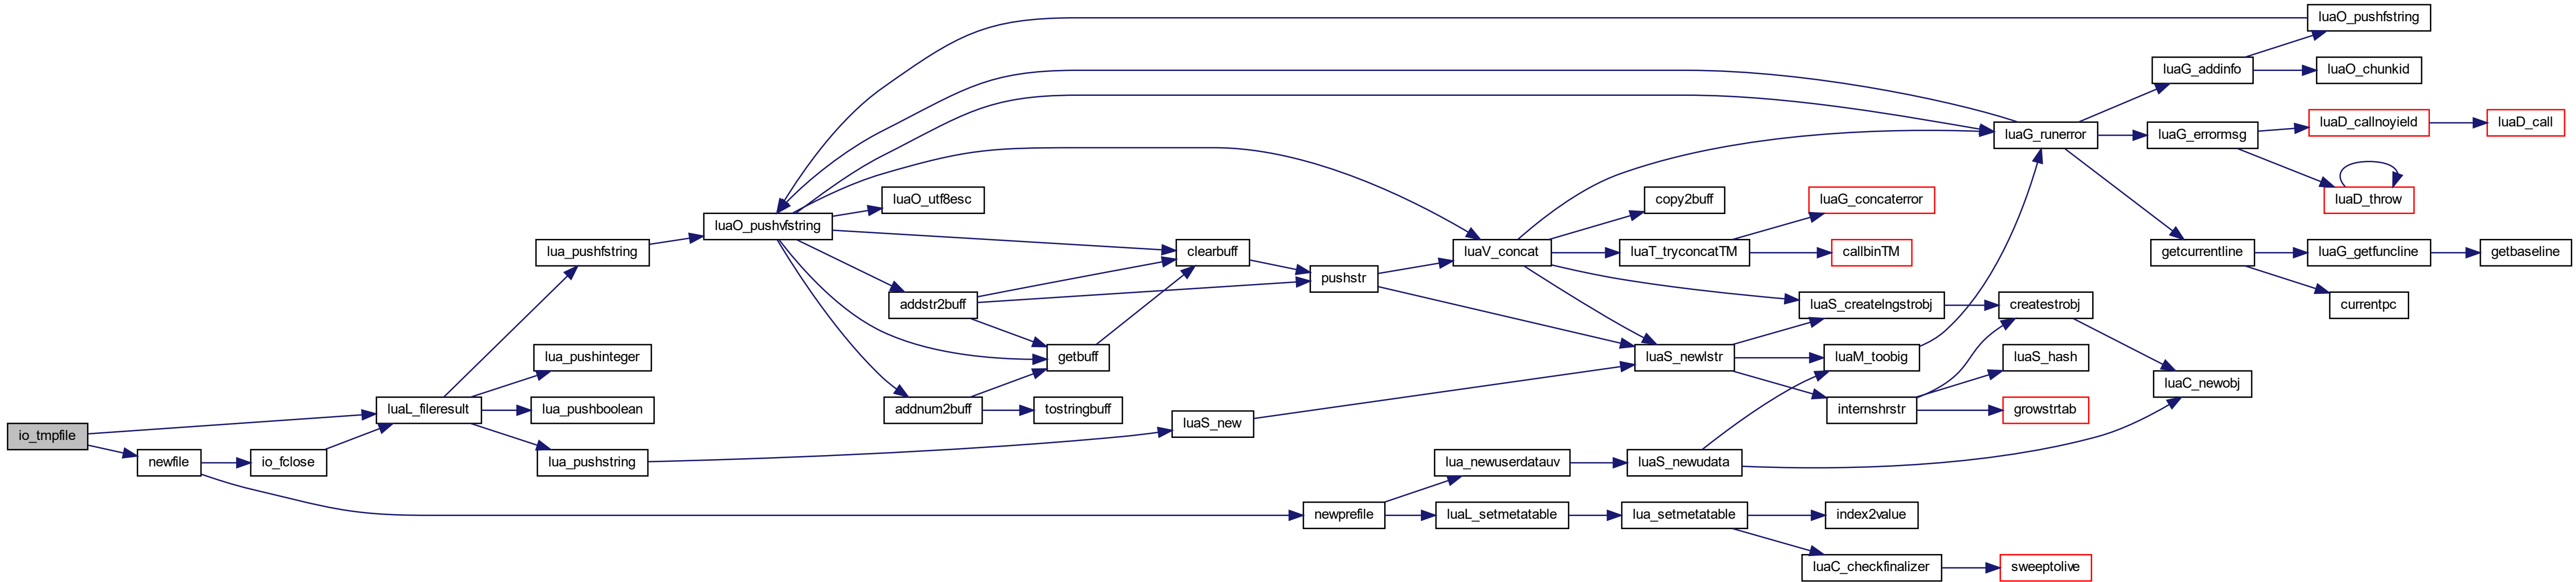 luaO_pushfstring
luaG_addinfo
luaO_chunkid
luaG_runerror
luaG_errormsg
luaD_callnoyield
luaD_call
luaO_utf8esc
copy2buff
luaG_concaterror
luaD_throw
luaO_pushvfstring
lua_pushfstring
clearbuff
luaV_concat
luaT_tryconcatTM
callbinTM
getcurrentline
luaG_getfuncline
getbaseline
pushstr
addstr2buff
luaS_createlngstrobj
createstrobj
currentpc
lua_pushinteger
getbuff
luaS_newlstr
luaM_toobig
luaS_hash
luaC_newobj
luaL_fileresult
lua_pushboolean
addnum2buff
tostringbuff
internshrstr
growstrtab
luaS_new
io_tmpfile
newfile
io_fclose
lua_pushstring
lua_newuserdatauv
luaS_newudata
newprefile
luaL_setmetatable
lua_setmetatable
index2value
luaC_checkfinalizer
sweeptolive